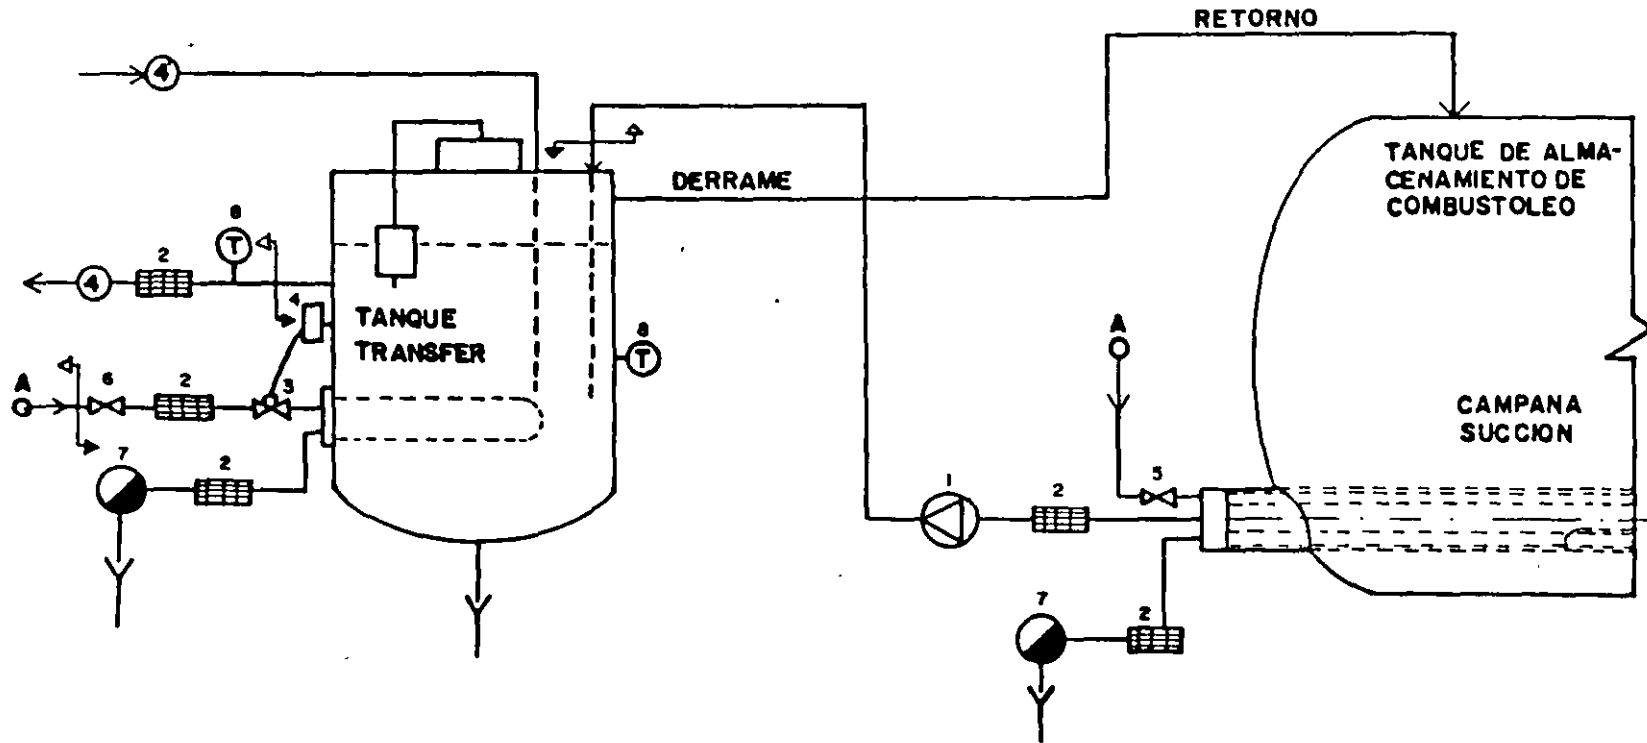 RETORNO
4
TANQUE DE ALMA-
CENAMIENTO DE
COMBUSTOLEO
DERRAME
8
T
2
4
4
TANQUE
TRANSFER
8
T
A
A
6
2
3
CAMPANA
SUCCION
7
2
5
1
2
7
2